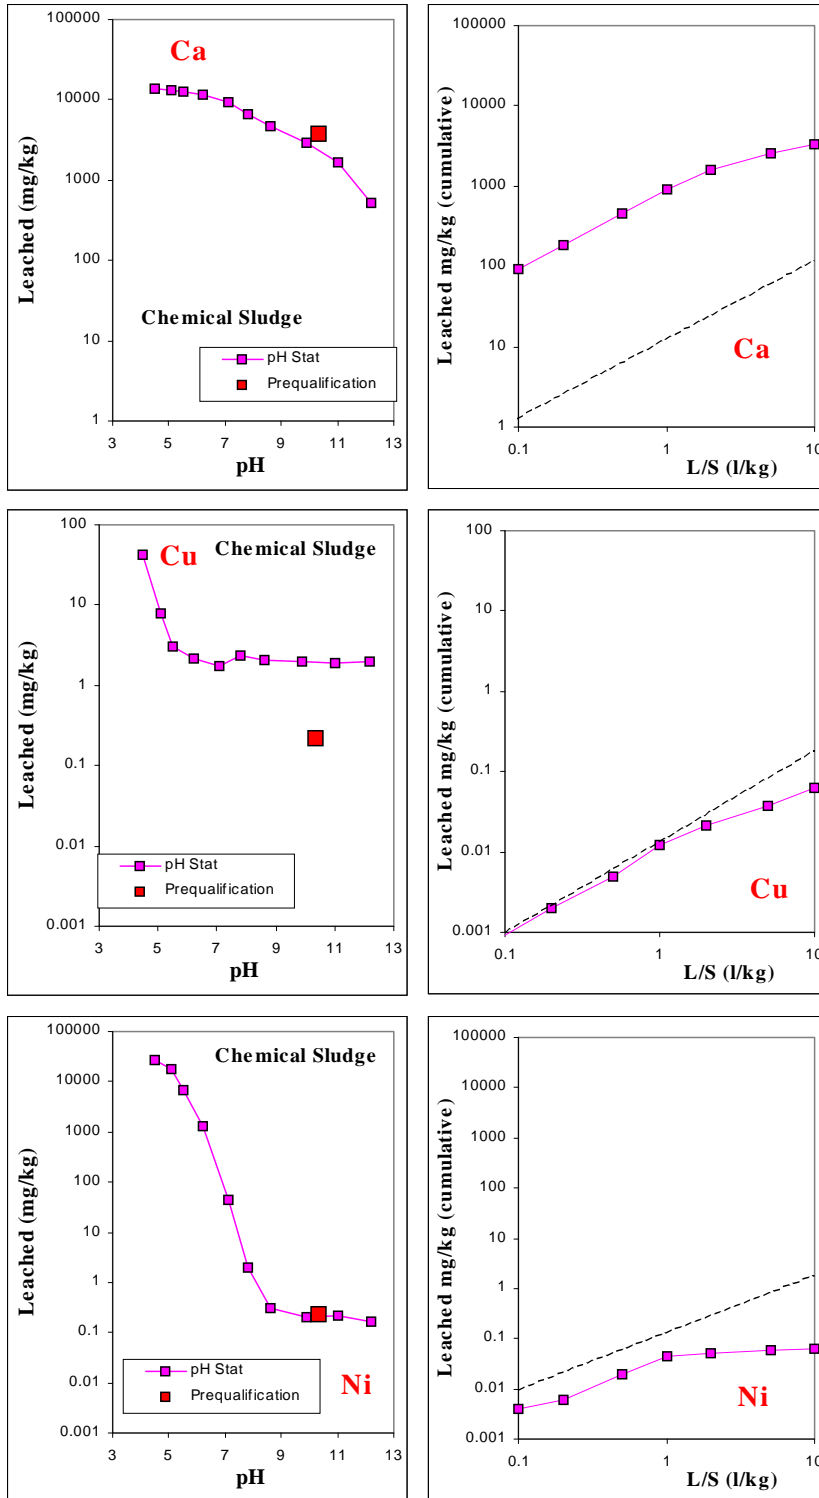 Ca
Leached (mg/kg)
100000
10000
1000
100
10
1
Chemical Sludge
pH Stat
Prequalification
3 5 7 9 11 13
pH
Leached mg/kg (cumulative)
100000
10000
1000
100
10
1
Ca
0.1 1 10
L/S (l/kg)
Cu
Chemical Sludge
Leached (mg/kg)
100
10
1
0.1
0.01
0.001
pH Stat
Prequalification
3 5 7 9 11 13
pH
Leached mg/kg (cumulative)
100
10
1
0.1
0.01
0.001
Cu
0.1 1 10
L/S (l/kg)
Chemical Sludge
Leached (mg/kg)
100000
10000
1000
100
10
1
0.1
0.01
0.001
pH Stat
Prequalification
Ni
3 5 7 9 11 13
pH
Leached mg/kg (cumulative)
100000
10000
1000
100
10
1
0.1
0.01
0.001
Ni
0.1 1 10
L/S (l/kg)